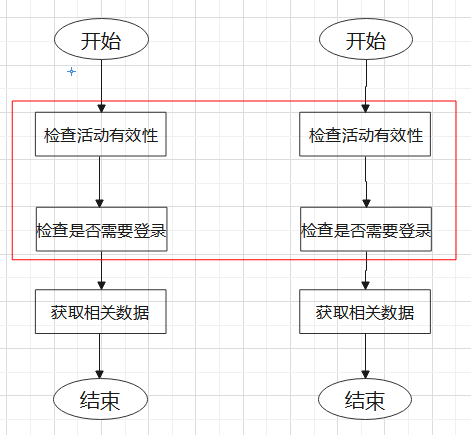 开始
检查活动有效性
检查是否需要登录
获取相关数据
结束
开始
检查活动有效性
检查是否需要登录
获取相关数据
结束